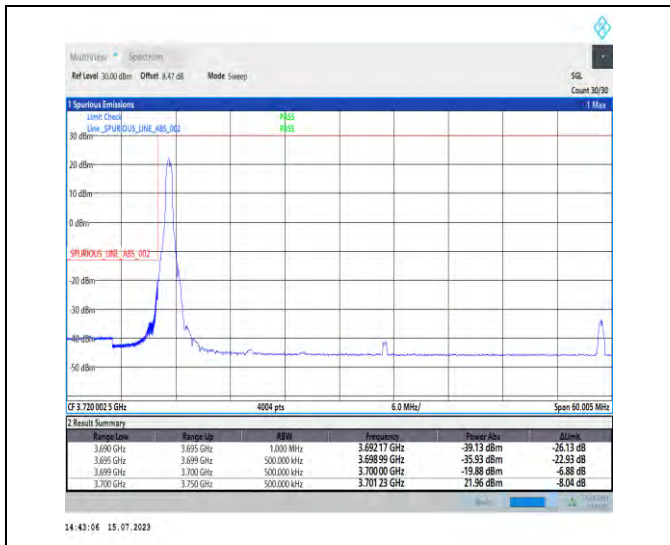 MultiView Spectrum
Ref Level 30.00 dBm Offset 8.47 dB Mode Sweep SGL
Count 30/30
1 Spurious Emissions 1 Max
Limit Check PASS
Line _SPURIOUS_LINE_ABS_002 PASS
30 dBm
20 dBm
10 dBm
0 dBm
SPURIOUS_LINE_ABS_002
-20 dBm
-30 dBm
-40 dBm
-50 dBm
CF 3.720 002 5 GHz 4004 pts 6.0 MHz/ Span 60.005 MHz
2 Result Summary
Range Low Range Up RBW Frequency Power Abs ΔLimit
3.690 GHz 3.695 GHz 1.000 MHz 3.692 17 GHz -39.13 dBm -26.13 dB
3.695 GHz 3.699 GHz 500.000 kHz 3.698 99 GHz -35.93 dBm -22.93 dB
3.699 GHz 3.700 GHz 500.000 kHz 3.700 00 GHz -19.88 dBm -6.88 dB
3.700 GHz 3.750 GHz 500.000 kHz 3.701 23 GHz 21.96 dBm -8.04 dB
14:43:06 15.07.2023